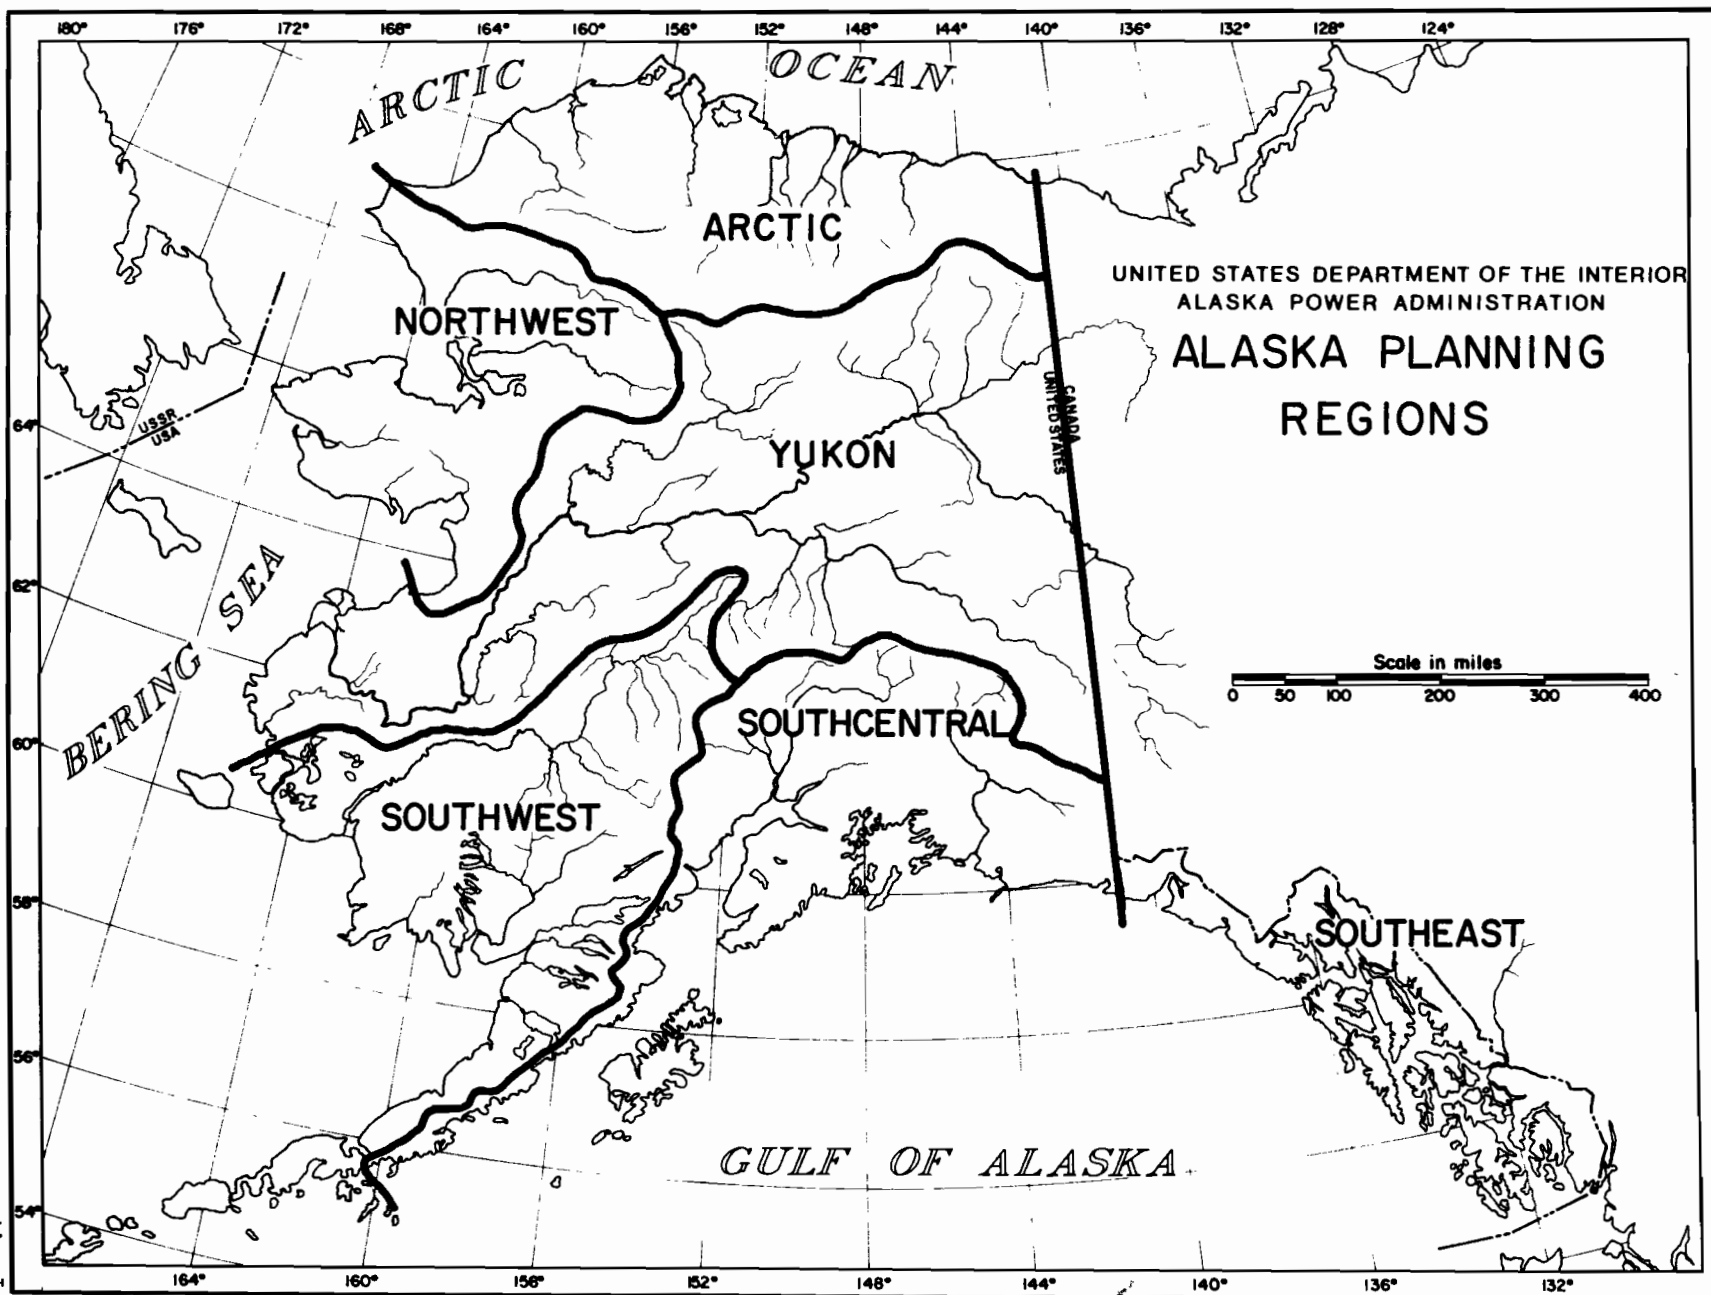 180° 176° 172° 168° 164° 160° 156° 152° 148° 144° 140° 136° 132° 128° 124°
ARCTIC OCEAN
ARCTIC
UNITED STATES DEPARTMENT OF THE INTERIOR
ALASKA POWER ADMINISTRATION
ALASKA PLANNING
REGIONS
NORTHWEST
CANADA
UNITED STATES
USSR
USA
64°
YUKON
BERING SEA
62°
Scale in miles
0 50 100 200 300 400
60°
SOUTHCENTRAL
SOUTHWEST
58°
SOUTHEAST
56°
GULF OF ALASKA
54°
164° 160° 156° 152° 148° 144° 140° 136° 132°